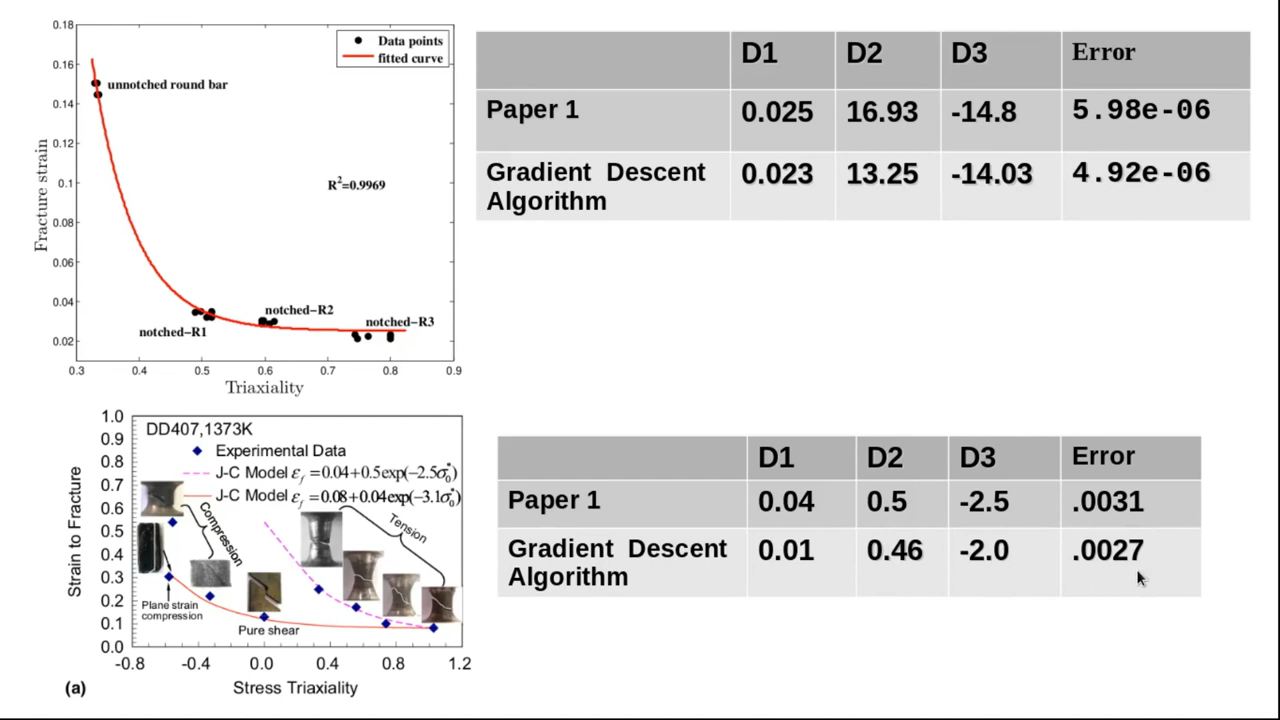 0.18
0.16
0.14
0.12
0.1
0.08
0.06
0.04
0.02
0.3 0.4 0.5 0.6 0.7 0.8 0.9
Fracture strain
Triaxiality
Data points
fitted curve
unnotched round bar
R²=0.9969
notched–R1
notched–R2
notched–R3
D1 D2 D3 Error
Paper 1 0.025 16.93 -14.8 5.98e-06
Gradient Descent Algorithm 0.023 13.25 -14.03 4.92e-06
1.0
0.9
0.8
0.7
0.6
0.5
0.4
0.3
0.2
0.1
0.0
-0.8 -0.4 0.0 0.4 0.8 1.2
Strain to Fracture
Stress Triaxiality
(a)
DD407,1373K
Experimental Data
J-C Model ε_f =0.04+0.5exp(−2.5σ₀*)
J-C Model ε_f =0.08+0.04exp(−3.1σ₀*)
Compression
Tension
Plane strain
compression
Pure shear
D1 D2 D3 Error
Paper 1 0.04 0.5 -2.5 .0031
Gradient Descent Algorithm 0.01 0.46 -2.0 .0027